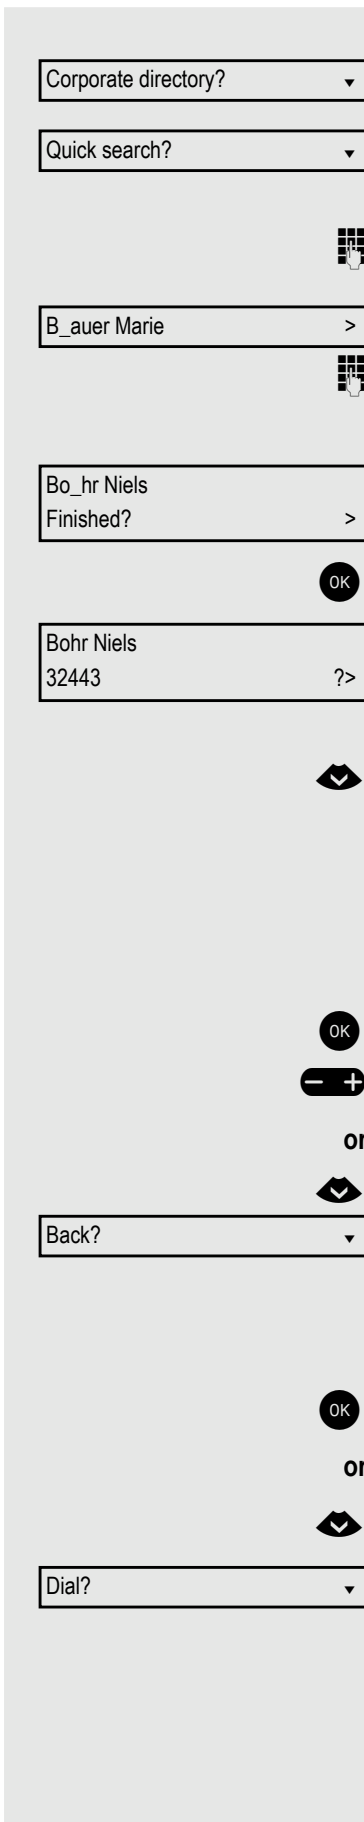 Corporate directory?
Quick search?
B_auer Marie >
Bo_hr Niels
Finished? >
OK
Bohr Niels
32443 ?>
OK
− +
or
Back?
OK
or
Dial?